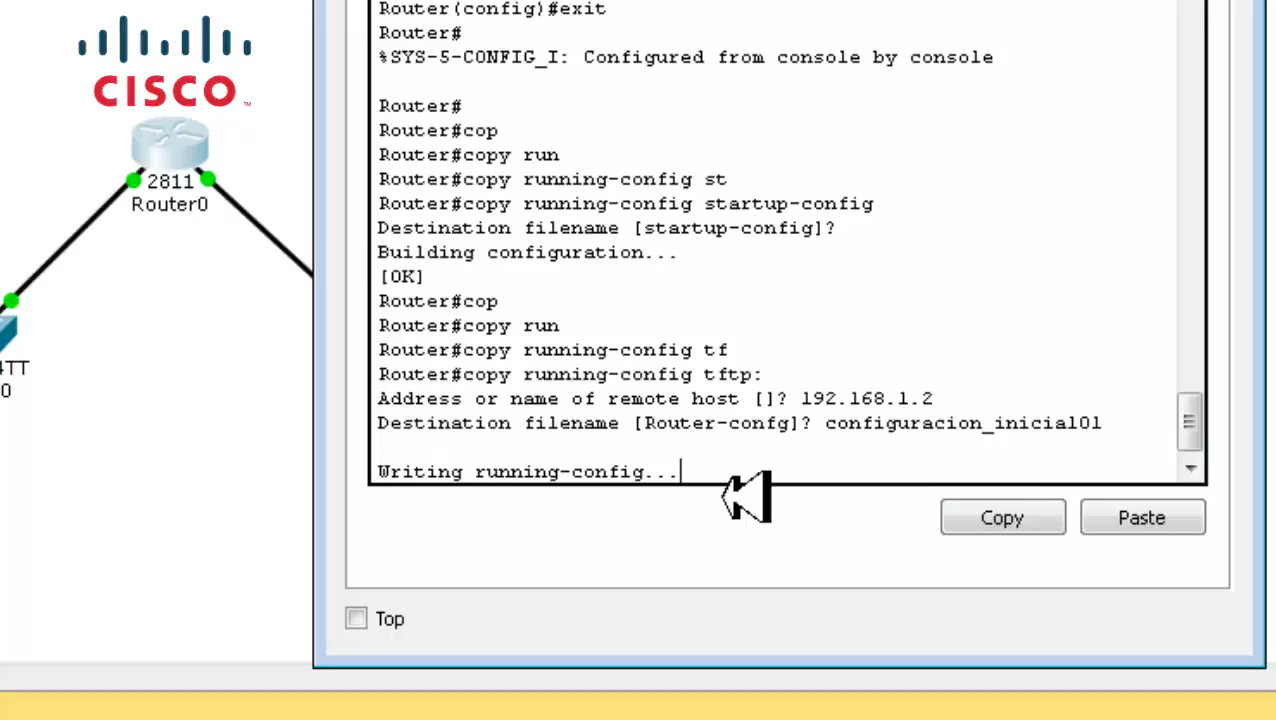 CISCO
2811
Router0
4TT
0
Router(config)#exit
Router#
%SYS-5-CONFIG_I: Configured from console by console
Router#
Router#cop
Router#copy run
Router#copy running-config st
Router#copy running-config startup-config
Destination filename [startup-config]?
Building configuration...
[OK]
Router#cop
Router#copy run
Router#copy running-config tf
Router#copy running-config tftp:
Address or name of remote host []? 192.168.1.2
Destination filename [Router-confg]? configuracion_inicial01
Writing running-config...
Copy
Paste
Top